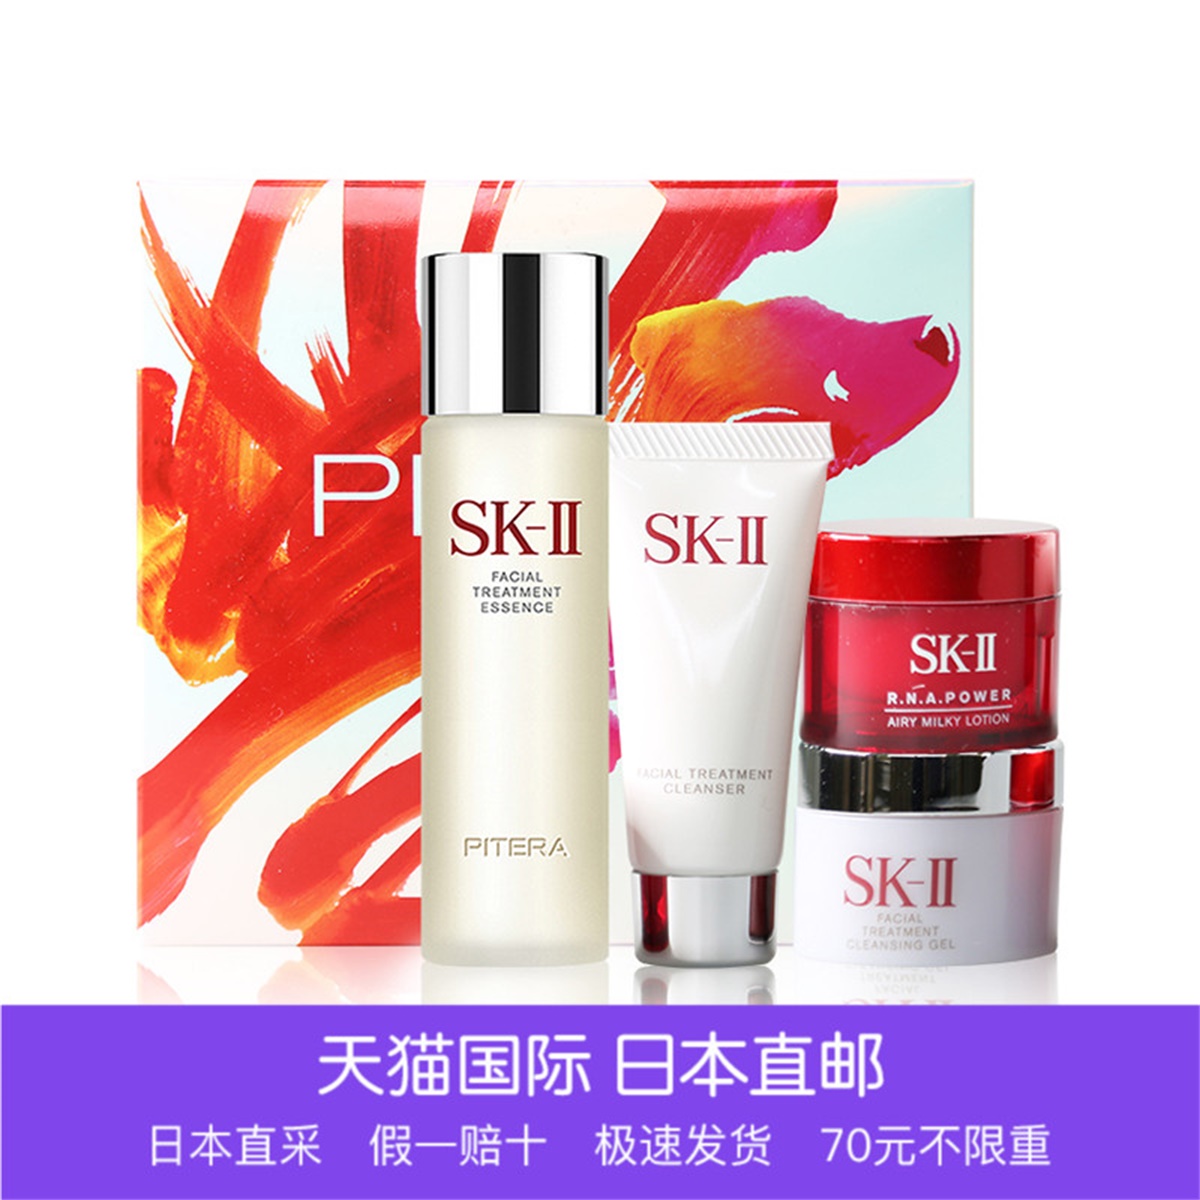 PI
SK-II
FACIAL
TREATMENT
ESSENCE
PITERA
SK-II
FACIAL TREATMENT
CLEANSER
SK-II
R.N.A.POWER
AIRY MILKY LOTION
SK-II
FACIAL
TREATMENT
CLEANSING GEL
天猫国际 日本直邮
日本直采 假一赔十 极速发货 70元不限重